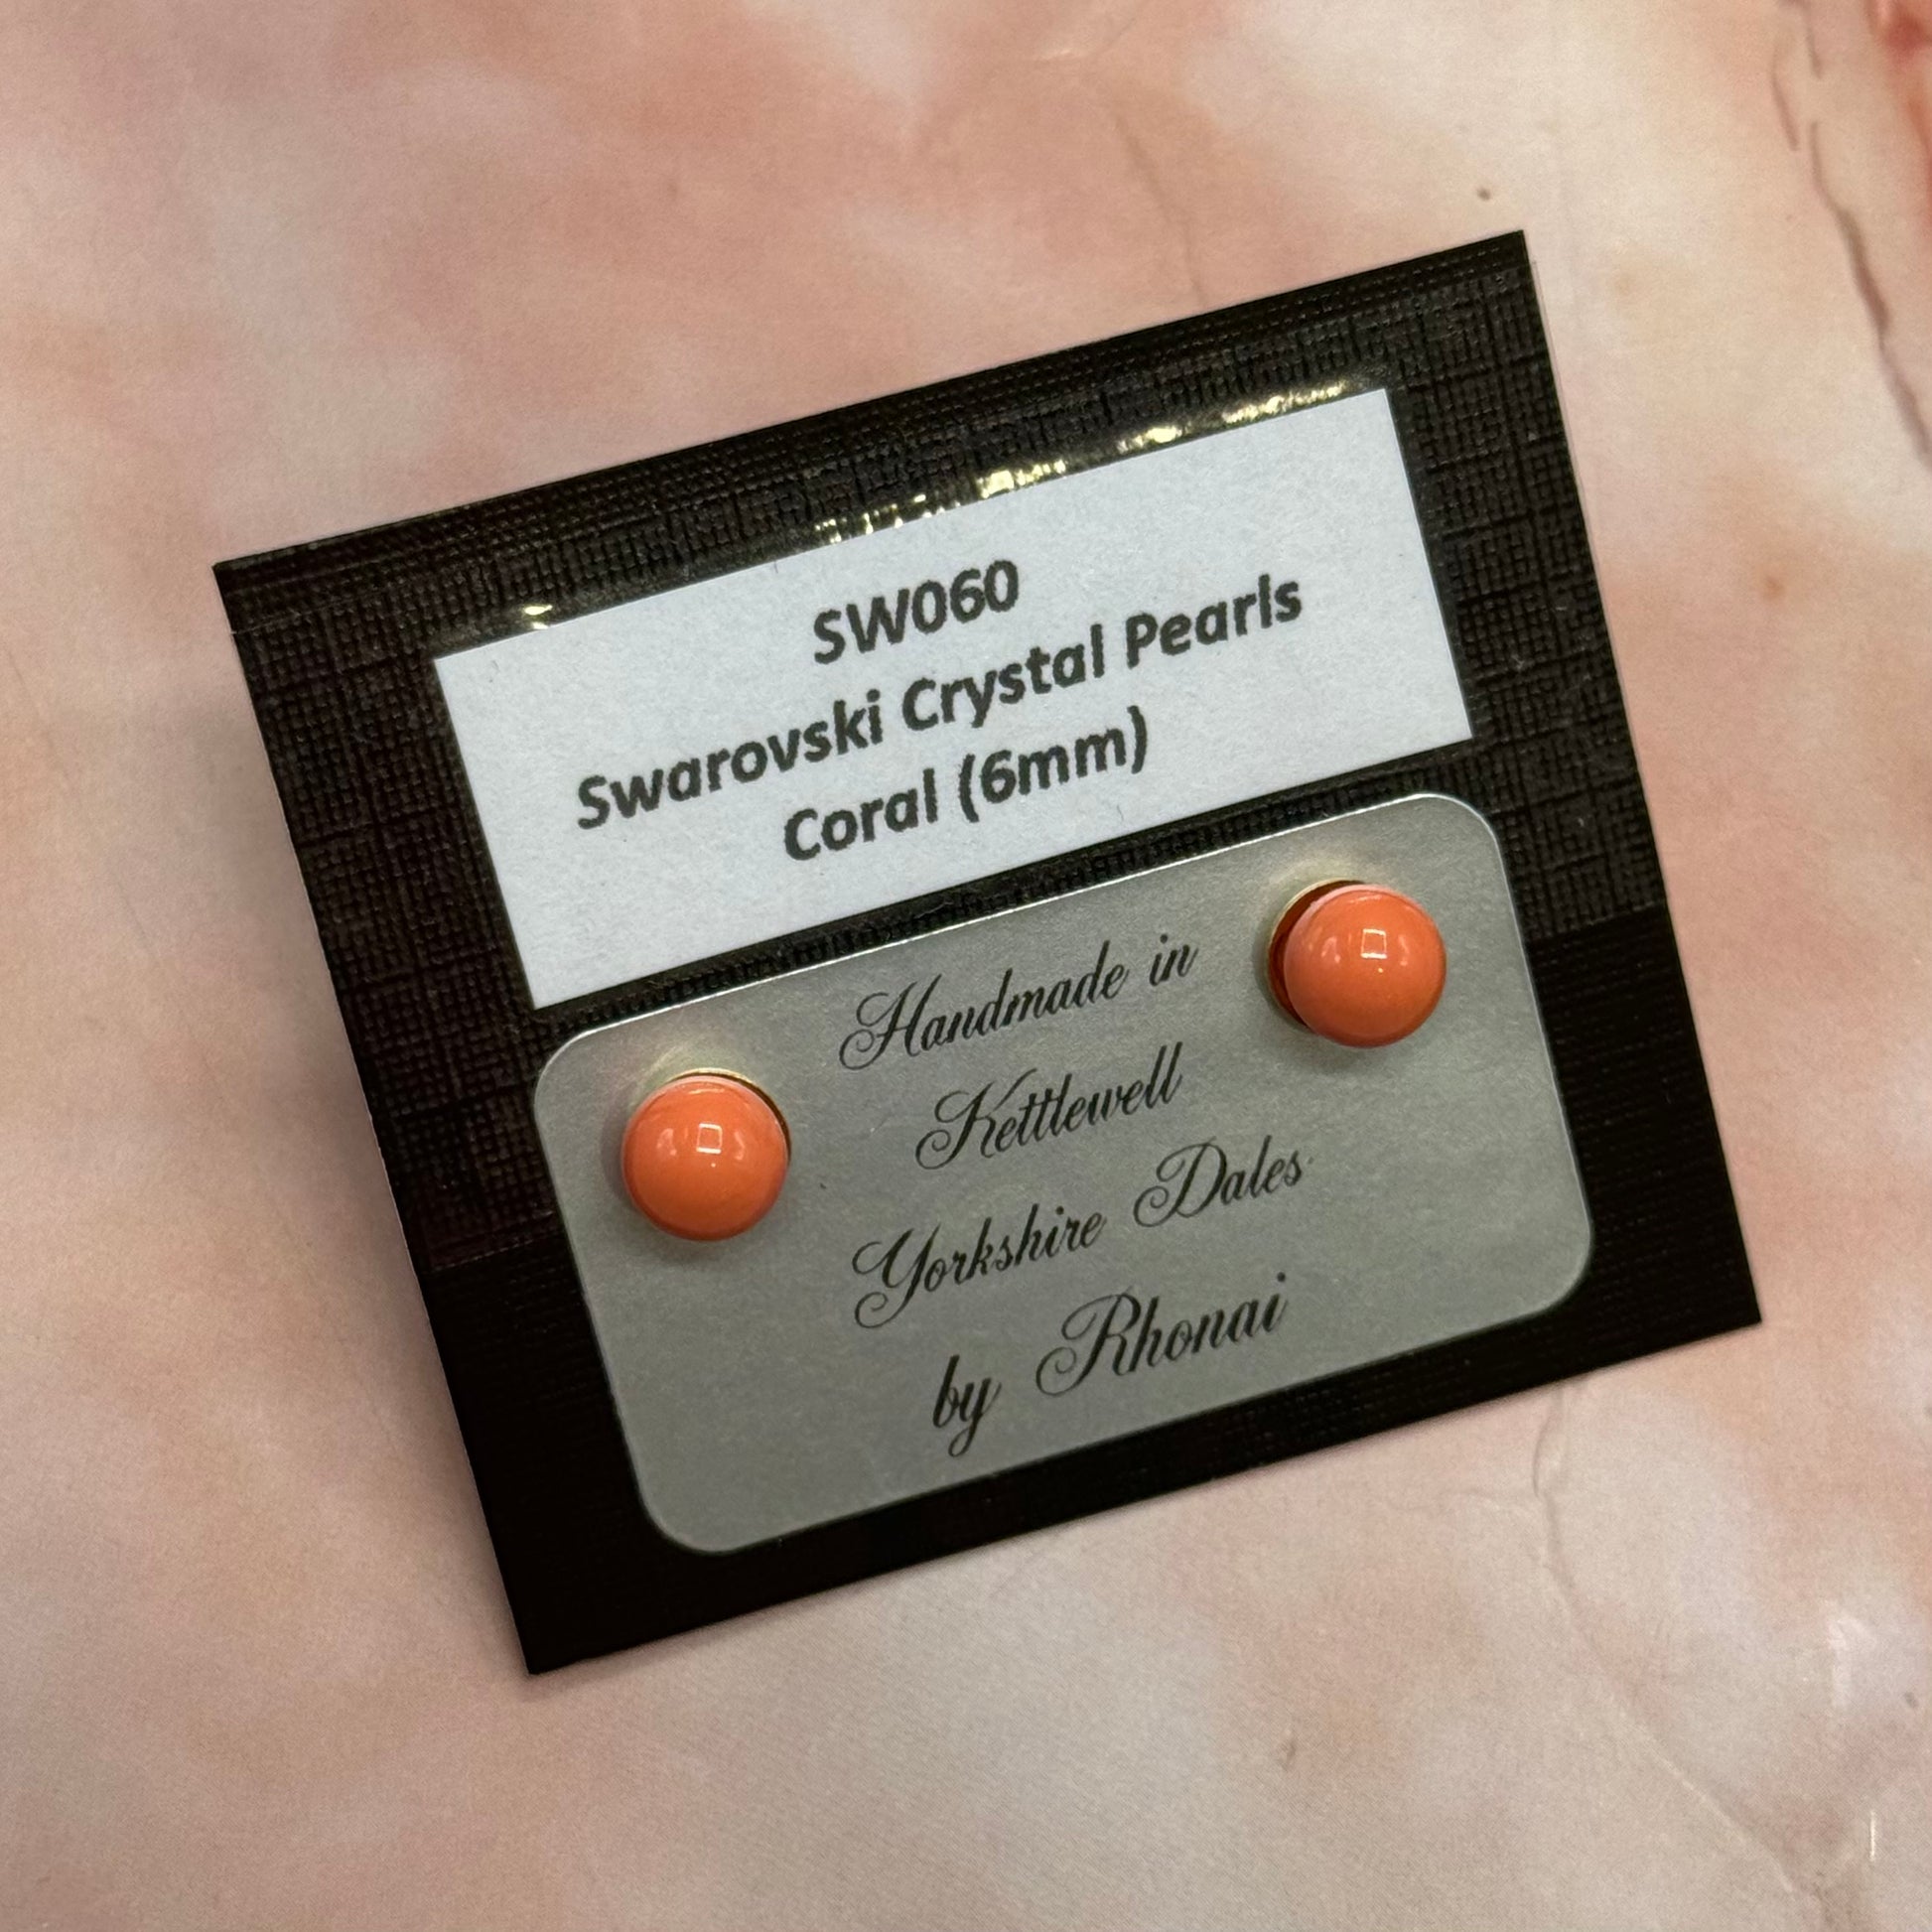 SW060
Swarovski Crystal Pearls
Coral (6mm)
Handmade in
Kettlewell
Yorkshire Dales
by Rhonai